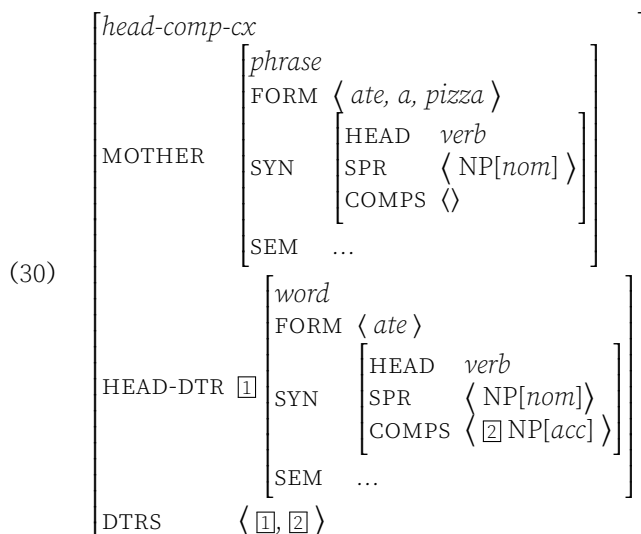 head-comp-cx
phrase
FORM ⟨ ate, a, pizza ⟩
HEAD verb
MOTHER SYN SPR ⟨ NP[nom] ⟩
COMPS ⟨⟩
SEM ...
(30)
word
FORM ⟨ ate ⟩
HEAD verb
HEAD-DTR 1 SYN SPR ⟨ NP[nom]⟩
COMPS ⟨ 2 NP[acc] ⟩
SEM ...
DTRS ⟨ 1, 2 ⟩